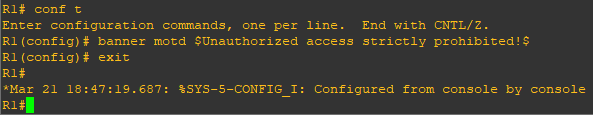 R1# conf t
Enter configuration commands, one per line.  End with CNTL/Z.
R1(config)# banner motd $Unauthorized access strictly prohibited!$
R1(config)# exit
R1#
*Mar 21 18:47:19.687: %SYS-5-CONFIG_I: Configured from console by console
R1#